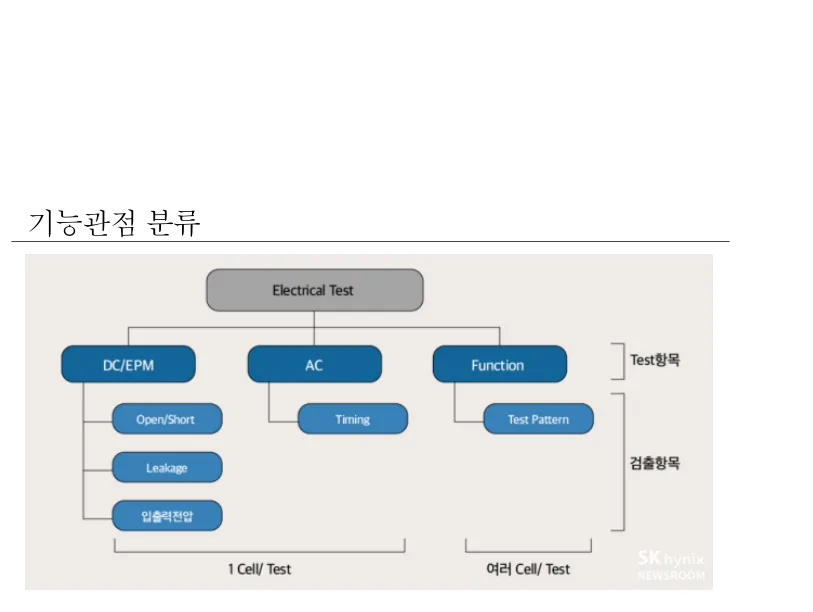 기능관점 분류
Electrical Test
DC/EPM
AC
Function
Test항목
Open/Short
Timing
Test Pattern
Leakage
검출항목
입출력전압
1 Cell/ Test
여러 Cell/ Test
SK hynix
NEWSROOM